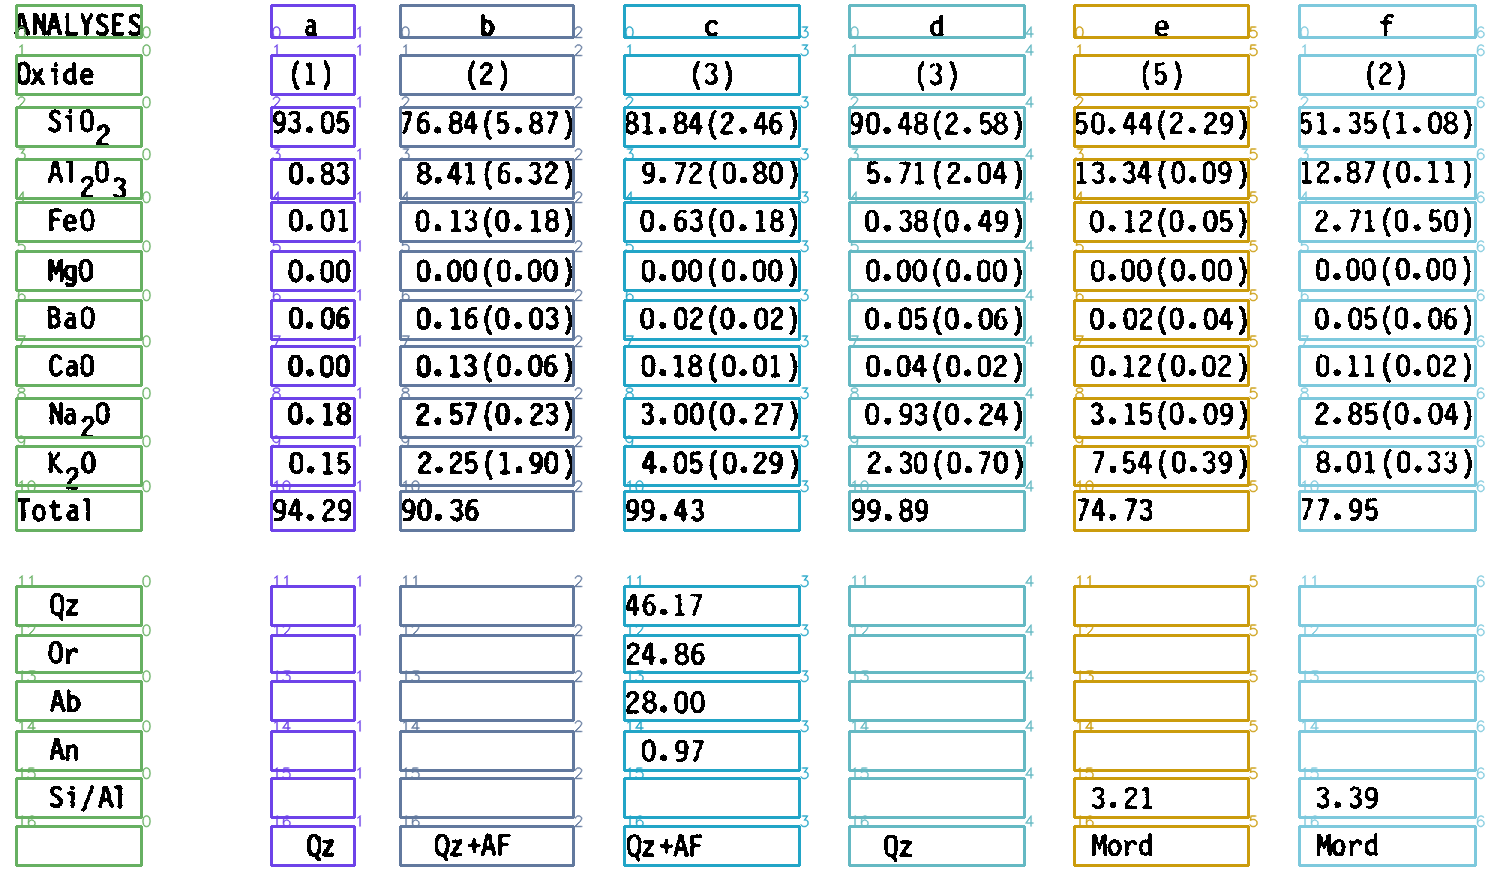 ANALYSES a b c d e f
Oxide (1) (2) (3) (3) (5) (2)
SiO2 93.05 76.84(5.87) 81.84(2.46) 90.48(2.58) 50.44(2.29) 51.35(1.08)
Al2O3 0.83 8.41(6.32) 9.72(0.80) 5.71(2.04) 13.34(0.09) 12.87(0.11)
FeO 0.01 0.13(0.18) 0.63(0.18) 0.38(0.49) 0.12(0.05) 2.71(0.50)
MgO 0.00 0.00(0.00) 0.00(0.00) 0.00(0.00) 0.00(0.00) 0.00(0.00)
BaO 0.06 0.16(0.03) 0.02(0.02) 0.05(0.06) 0.02(0.04) 0.05(0.06)
CaO 0.00 0.13(0.06) 0.18(0.01) 0.04(0.02) 0.12(0.02) 0.11(0.02)
Na2O 0.18 2.57(0.23) 3.00(0.27) 0.93(0.24) 3.15(0.09) 2.85(0.04)
K2O 0.15 2.25(1.90) 4.05(0.29) 2.30(0.70) 7.54(0.39) 8.01(0.33)
Total 94.29 90.36 99.43 99.89 74.73 77.95
Qz 46.17
Or 24.86
Ab 28.00
An 0.97
Si/Al 3.21 3.39
Qz Qz+AF Qz+AF Qz Mord Mord